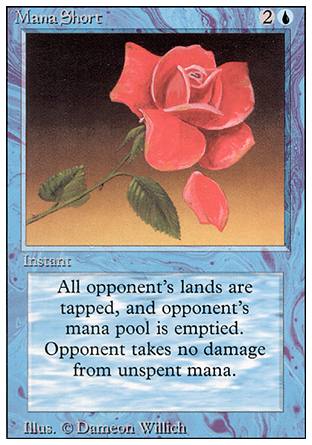 Mana Short 2
Instant
All opponent's lands are
tapped, and opponent's
mana pool is emptied.
Opponent takes no damage
from unspent mana.
Illus. © Dameon Willich